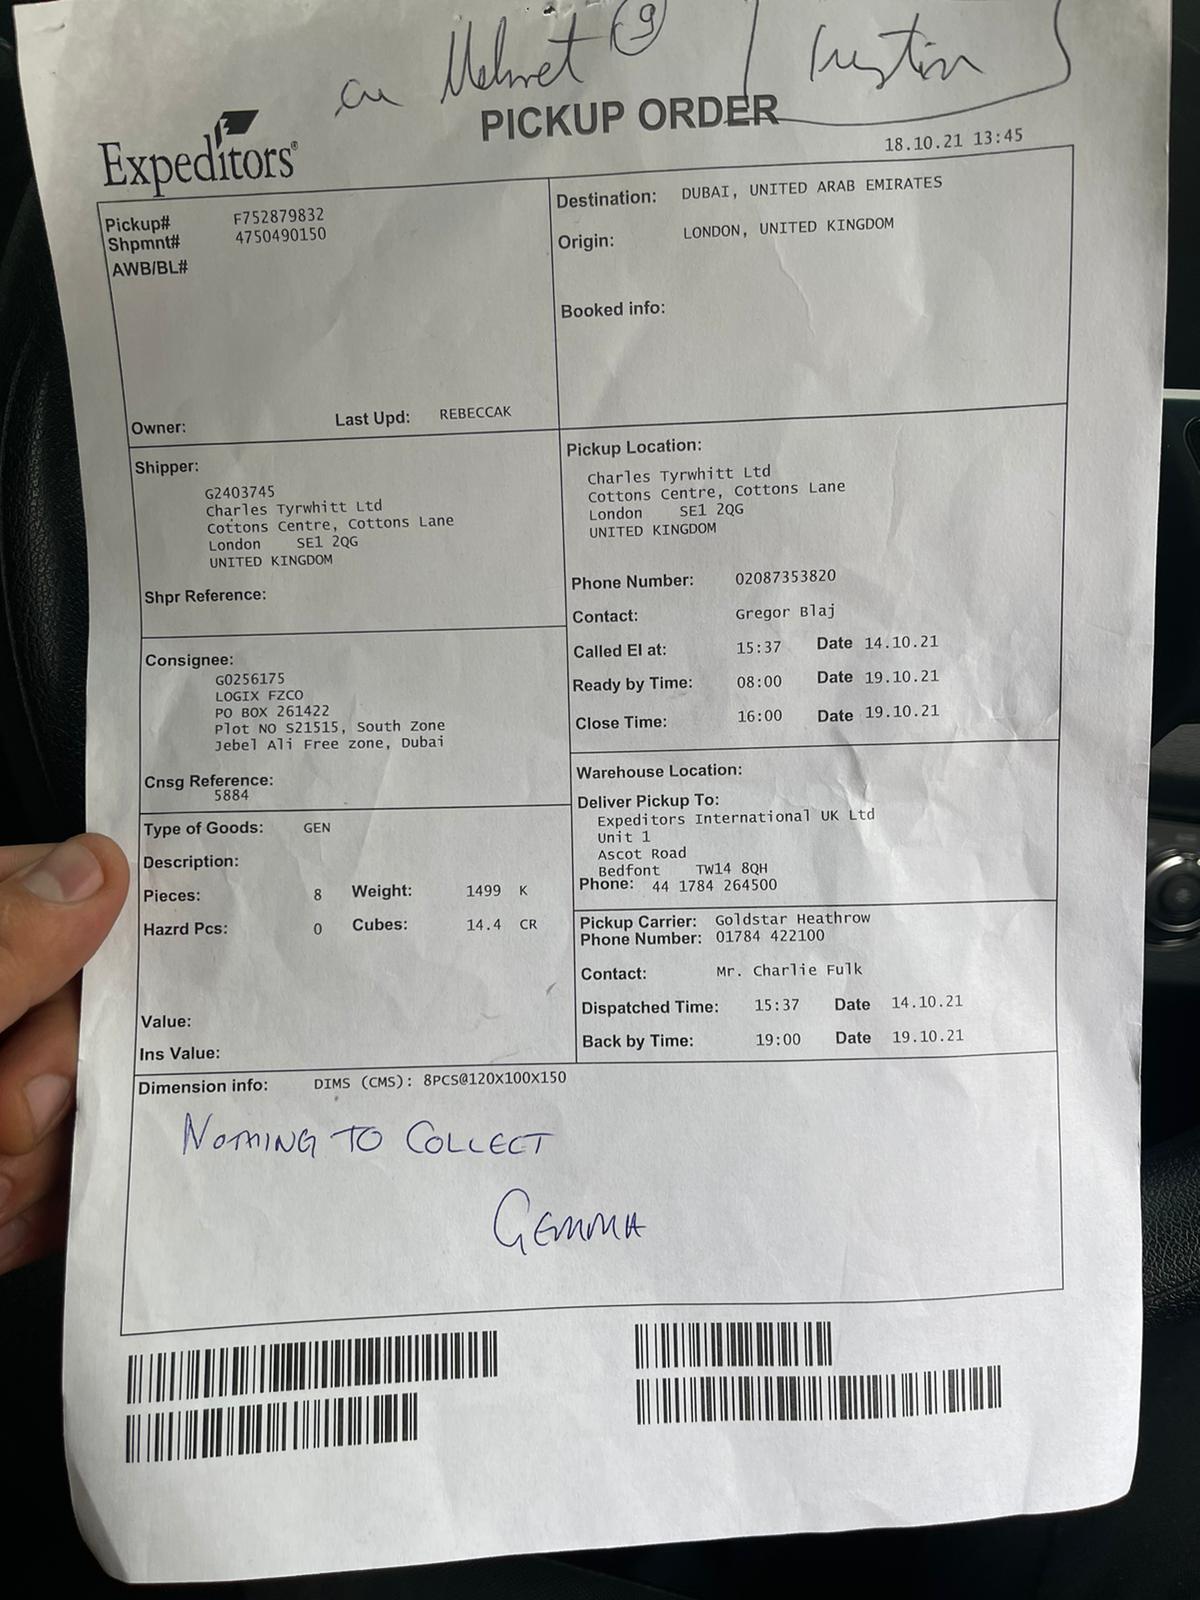 Mehmet 9
PICKUP ORDER
Expeditors®
18.10.21 13:45
Pickup# F752879832
Shpmnt# 4750490150
AWB/BL#
Owner: Last Upd: REBECCAK
Destination: DUBAI, UNITED ARAB EMIRATES
Origin: LONDON, UNITED KINGDOM
Booked info:
Shipper:
G2403745
Charles Tyrwhitt Ltd
Cottons Centre, Cottons Lane
London SE1 2QG
UNITED KINGDOM
Shpr Reference:
Pickup Location:
Charles Tyrwhitt Ltd
Cottons Centre, Cottons Lane
London SE1 2QG
UNITED KINGDOM
Phone Number: 02087353820
Contact: Gregor Blaj
Called EI at: 15:37 Date 14.10.21
Ready by Time: 08:00 Date 19.10.21
Close Time: 16:00 Date 19.10.21
Consignee:
G0256175
LOGIX FZCO
PO BOX 261422
Plot NO S21515, South Zone
Jebel Ali Free zone, Dubai
Cnsg Reference:
5884
Warehouse Location:
Deliver Pickup To:
Expeditors International UK Ltd
Unit 1
Ascot Road
Bedfont TW14 8QH
Phone: 44 1784 264500
Type of Goods: GEN
Description:
Pieces: 8 Weight: 1499 K
Hazrd Pcs: 0 Cubes: 14.4 CR
Value:
Ins Value:
Pickup Carrier: Goldstar Heathrow
Phone Number: 01784 422100
Contact: Mr. Charlie Fulk
Dispatched Time: 15:37 Date 14.10.21
Back by Time: 19:00 Date 19.10.21
Dimension info: DIMS (CMS): 8PCS@120X100X150
NOTHING TO COLLECT
GEMMA